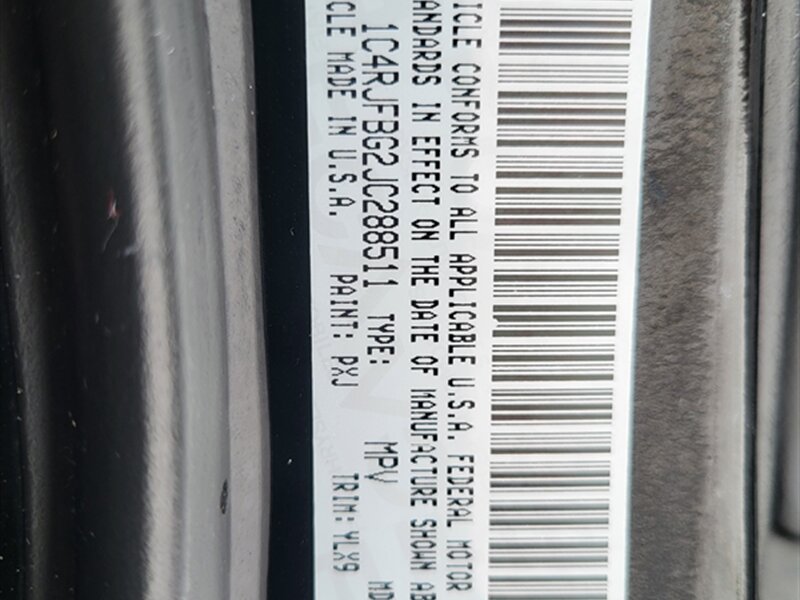 ICLE CONFORMS TO ALL APPLICABLE U.S.A. FEDERAL MOTOR
ANDARDS IN EFFECT ON THE DATE OF MANUFACTURE SHOWN AB
1C4RJFBG2JC288511 TYPE: MPV MD
CLE MADE IN U.S.A. PAINT: PXJ TRIM: YLX9